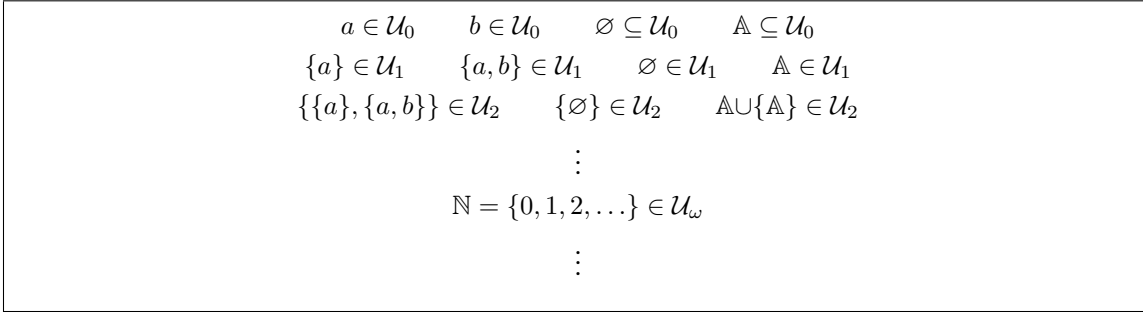 a ∈ 𝒰₀ b ∈ 𝒰₀ ∅ ⊆ 𝒰₀ 𝔸 ⊆ 𝒰₀
{a} ∈ 𝒰₁ {a, b} ∈ 𝒰₁ ∅ ∈ 𝒰₁ 𝔸 ∈ 𝒰₁
{{a}, {a, b}} ∈ 𝒰₂ {∅} ∈ 𝒰₂ 𝔸∪{𝔸} ∈ 𝒰₂
⋮
ℕ = {0, 1, 2, …} ∈ 𝒰_ω
⋮